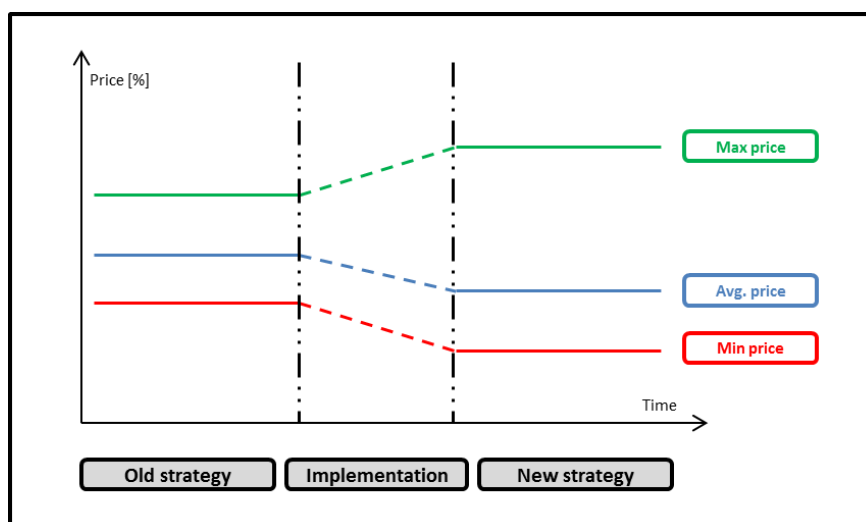 Price [%]
Max price
Avg. price
Min price
Time
Old strategy
Implementation
New strategy